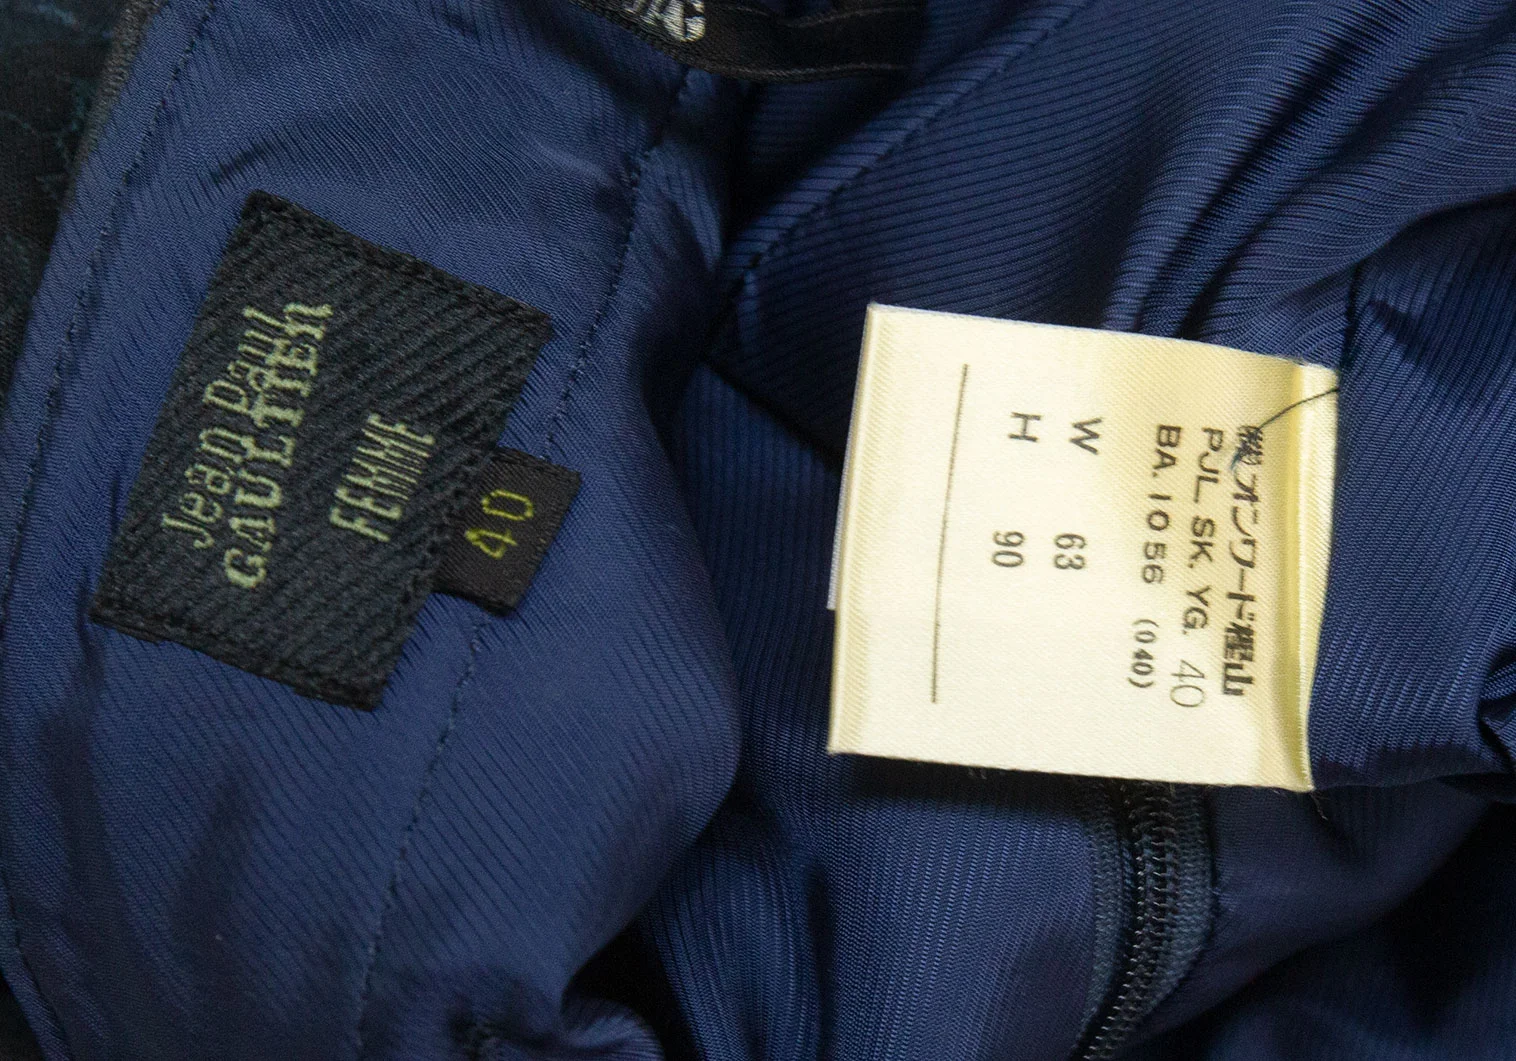 Jean Paul
GAULTIER
FEMME
40
㈱オンワード樫山
PJL. SK. YG. 40
BA. 1056 (040)
W 63
H 90